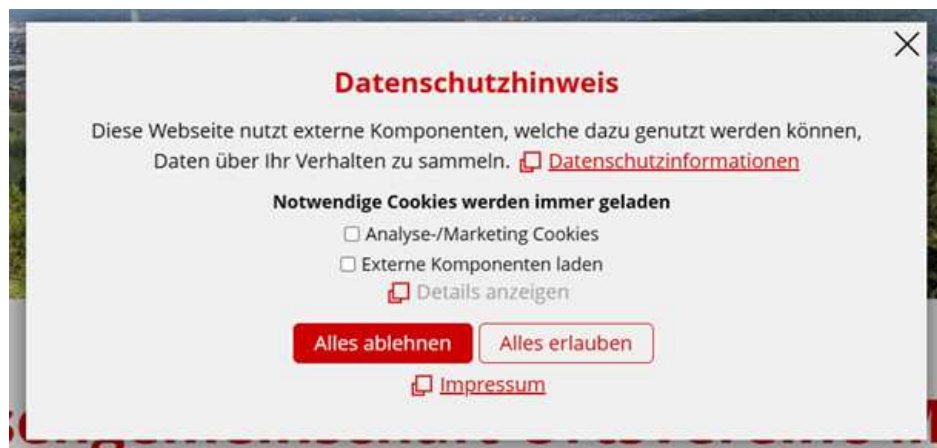 Datenschutzhinweis
Diese Webseite nutzt externe Komponenten, welche dazu genutzt werden können,
Daten über Ihr Verhalten zu sammeln. Datenschutzinformationen
Notwendige Cookies werden immer geladen
Analyse-/Marketing Cookies
Externe Komponenten laden
Details anzeigen
Alles ablehnen Alles erlauben
Impressum